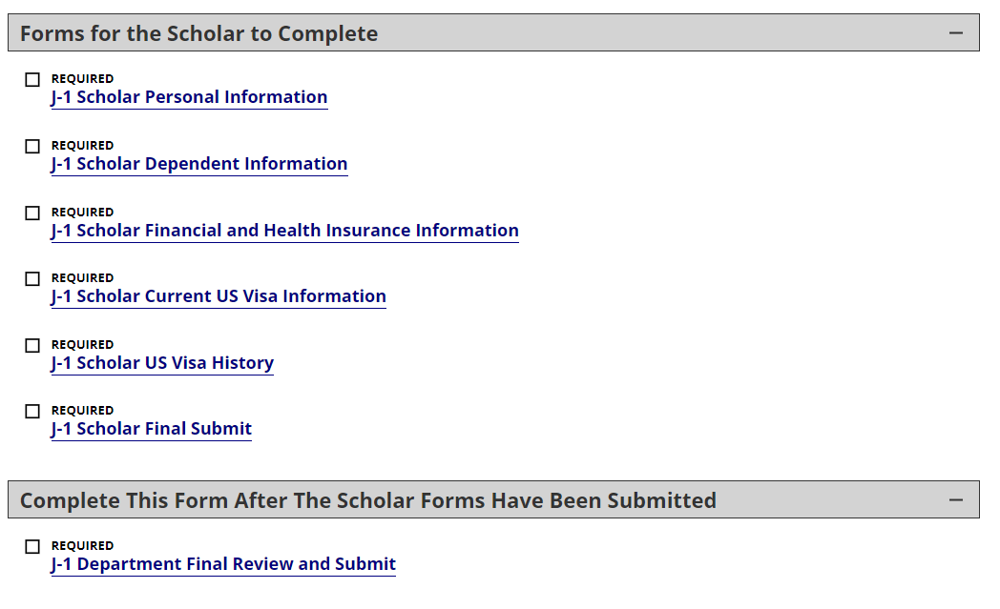 Forms for the Scholar to Complete
REQUIRED
J-1 Scholar Personal Information
REQUIRED
J-1 Scholar Dependent Information
REQUIRED
J-1 Scholar Financial and Health Insurance Information
REQUIRED
J-1 Scholar Current US Visa Information
REQUIRED
J-1 Scholar US Visa History
REQUIRED
J-1 Scholar Final Submit
Complete This Form After The Scholar Forms Have Been Submitted
REQUIRED
J-1 Department Final Review and Submit